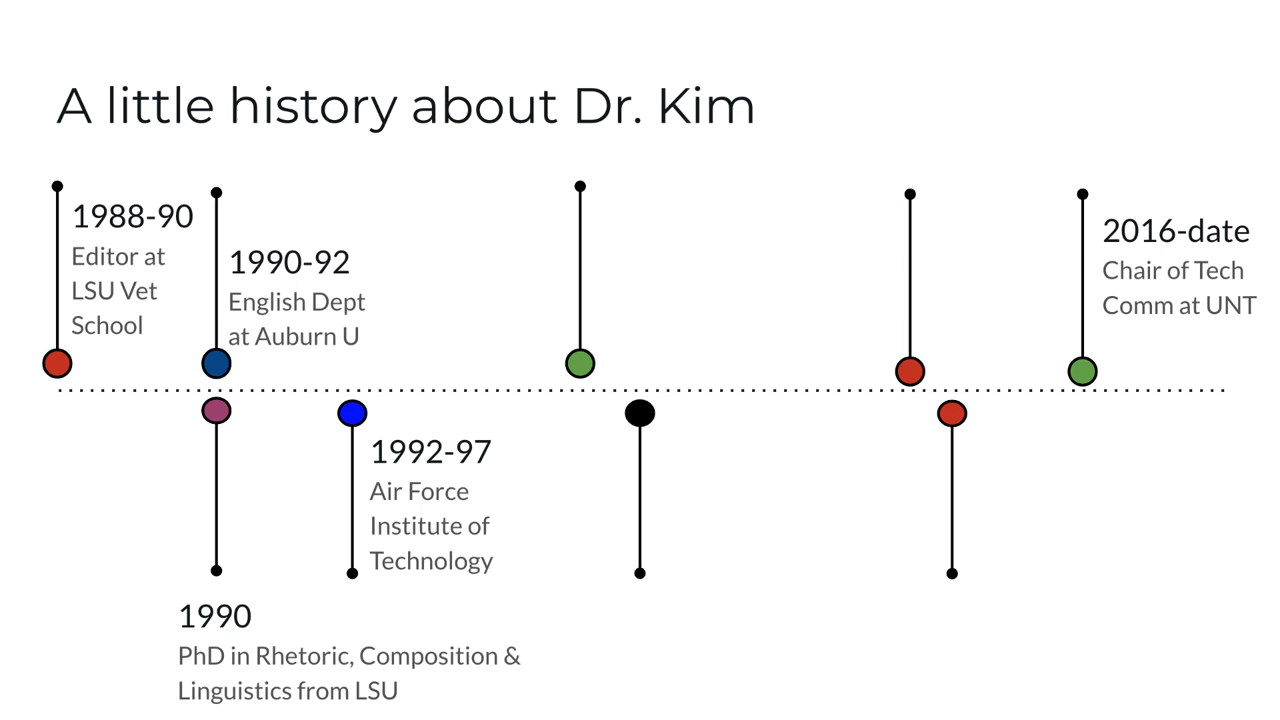 A little history about Dr. Kim
1988-90
Editor at
LSU Vet
School
1990-92
English Dept
at Auburn U
2016-date
Chair of Tech
Comm at UNT
1992-97
Air Force
Institute of
Technology
1990
PhD in Rhetoric, Composition &
Linguistics from LSU